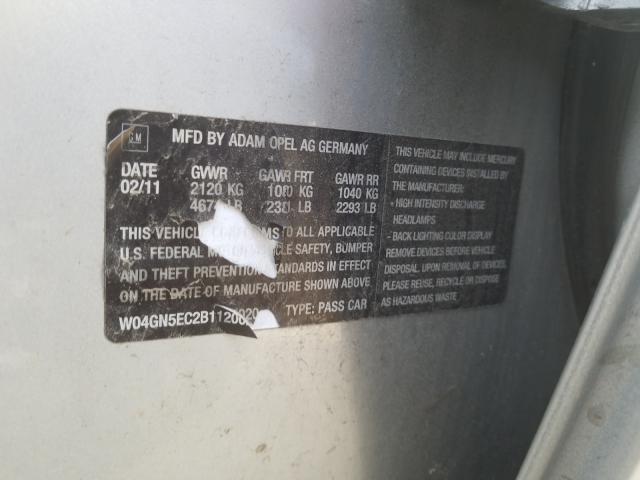 GM
MFD BY ADAM OPEL AG GERMANY
DATE GVWR GAWR FRT GAWR RR
02/11 2120 KG KG 1040 KG
LB LB 2293 LB
THIS VEHICLE TO ALL APPLICABLE
U.S. FEDERAL SAFETY, BUMPER
AND THEFT PREVENTION STANDARDS IN EFFECT
ON THE DATE OF MANUFACTURE SHOWN ABOVE
TYPE: PASS CAR
THIS VEHICLE MAY INCLUDE MERCURY
CONTAINING DEVICES INSTALLED BY
THE MANUFACTURER:
- HIGH INTENSITY DISCHARGE
HEADLAMPS
- BACK LIGHTING COLOR DISPLAY
REMOVE DEVICES BEFORE VEHICLE
DISPOSAL UPON REMOVAL OF DEVICES,
PLEASE REUSE, RECYCLE OR DISPOSE
AS HAZARDOUS WASTE